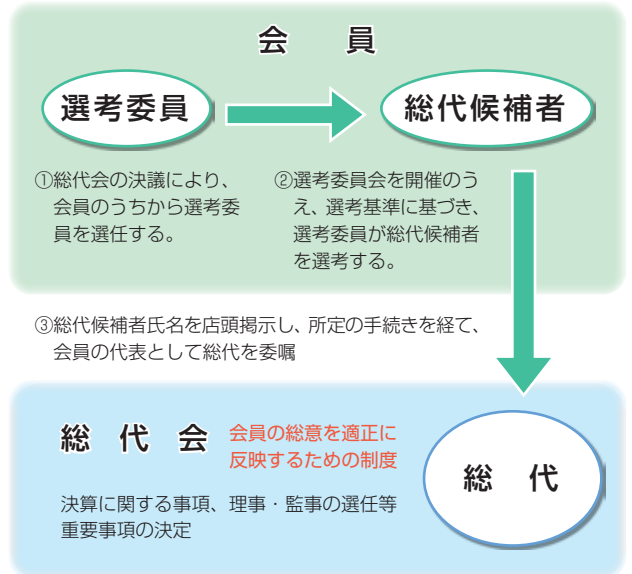 会 員
選考委員
総代候補者
①総代会の決議により、
会員のうちから選考委
員を選任する。
②選考委員会を開催のう
え、選考基準に基づき、
選考委員が総代候補者
を選考する。
③総代候補者氏名を店頭掲示し、所定の手続きを経て、
会員の代表として総代を委嘱
総 代 会
会員の総意を適正に
反映するための制度
決算に関する事項、理事・監事の選任等
重要事項の決定
総 代